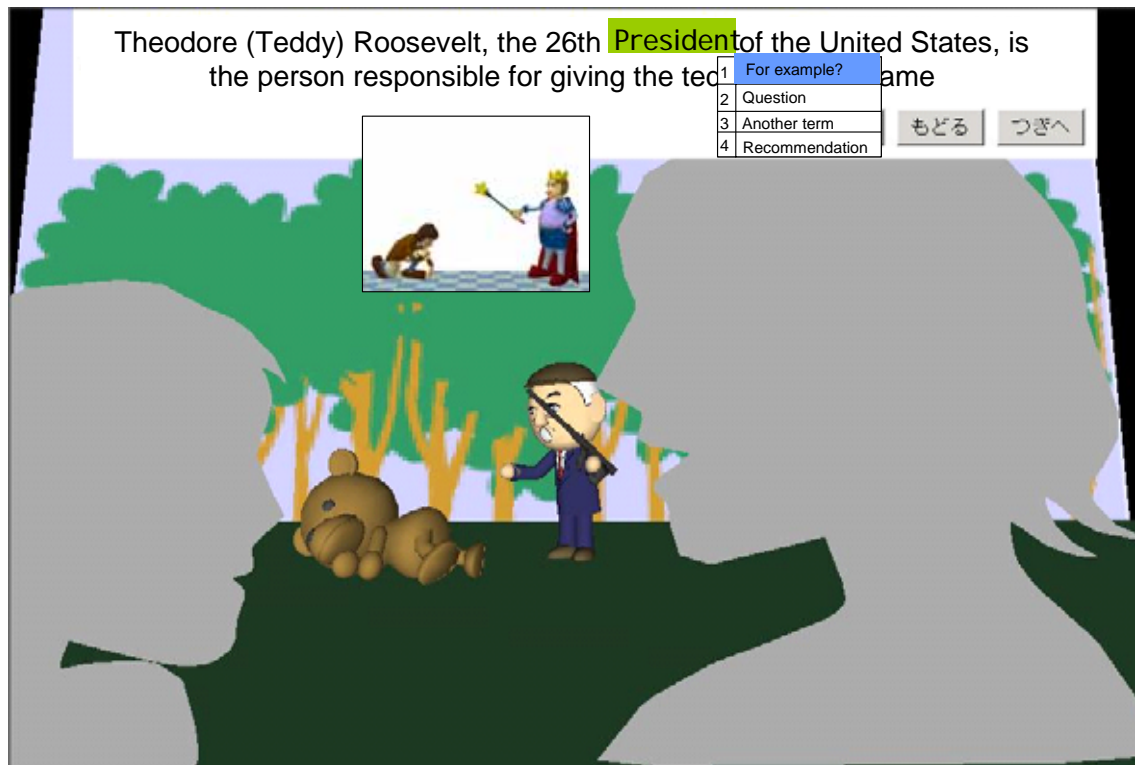 Theodore (Teddy) Roosevelt, the 26th President of the United States, is
the person responsible for giving the ted ame
1 For example?
2 Question
3 Another term
4 Recommendation
もどる つぎへ